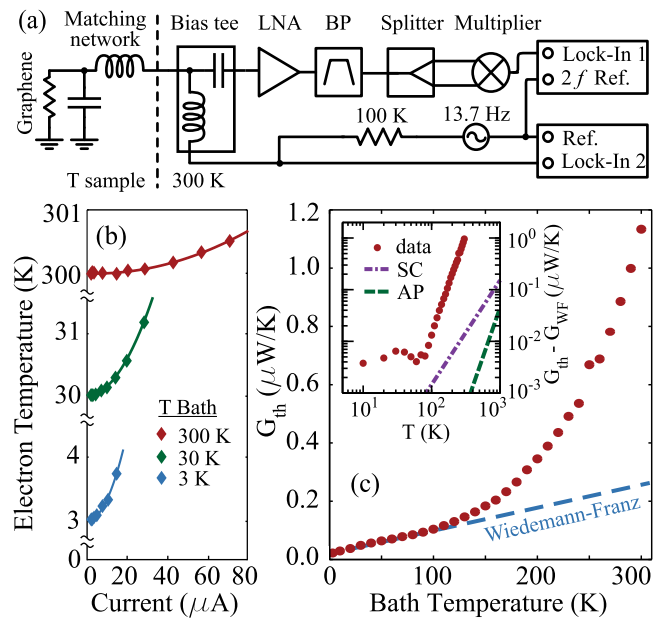 (a)
Matching
network
Bias tee
LNA
BP
Splitter
Multiplier
Graphene
Lock-In 1
2f Ref.
100 K
13.7 Hz
Ref.
Lock-In 2
T sample
300 K
(b)
Electron Temperature (K)
301
300
31
30
4
3
0
T Bath
300 K
30 K
3 K
0
20
40
60
80
Current (μA)
(c)
G_th (μW/K)
1.2
1.0
0.8
0.6
0.4
0.2
0.0
data
SC
AP
10^0
10^-1
10^-2
10^-3
G_th - G_WF (μW/K)
10^1
10^2
10^3
T (K)
Wiedemann-Franz
0
100
200
300
Bath Temperature (K)